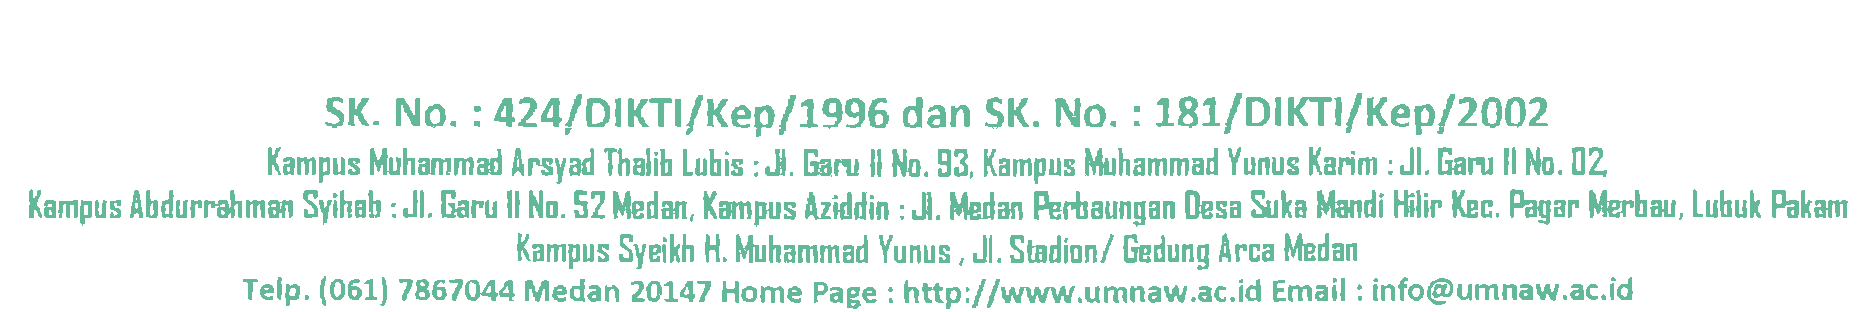 SK. No. : 424/DIKTI/Kep/1996 dan SK. No. : 181/DIKTI/Kep/2002
Kampus Muhammad Arsyad Thalib Lubis : Jl. Garu II No. 93, Kampus Muhammad Yunus Karim : Jl. Garu II No. 02,
Kampus Abdurrahman Syihab : Jl. Garu II No. 52 Medan, Kampus Aziddin : Jl. Medan Perbaungan Desa Suka Mandi Hilir Kec. Pagar Merbau, Lubuk Pakam
Kampus Syeikh H. Muhammad Yunus , Jl. Stadion/ Gedung Arca Medan
Telp. (061) 7867044 Medan 20147 Home Page : http://www.umnaw.ac.id Email : info@umnaw.ac.id